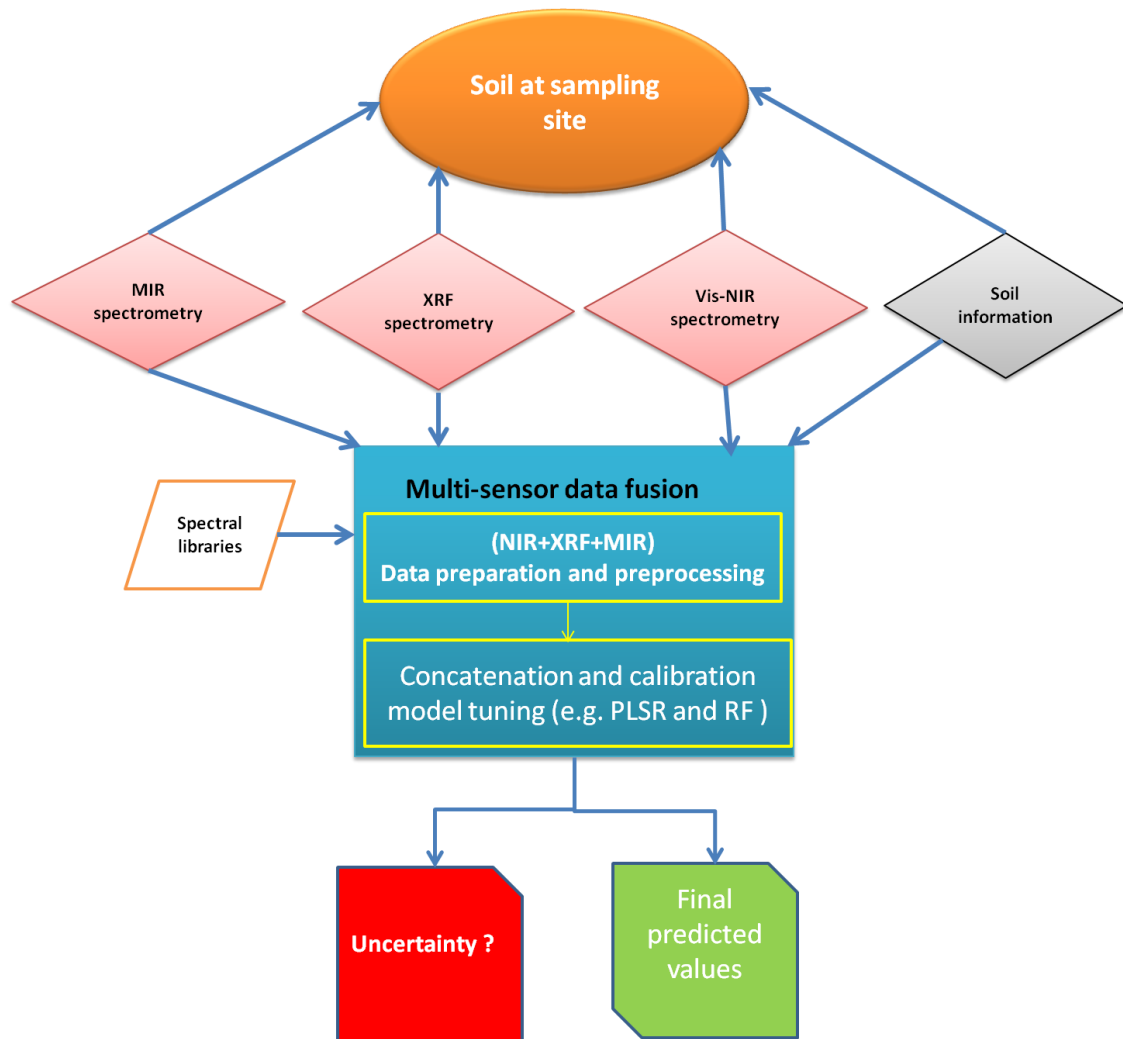 Soil at sampling
site
MIR
spectrometry
XRF
spectrometry
Vis-NIR
spectrometry
Soil
information
Multi-sensor data fusion
Spectral
libraries
(NIR+XRF+MIR)
Data preparation and preprocessing
Concatenation and calibration
model tuning (e.g. PLSR and RF )
Uncertainty ?
Final
predicted
values